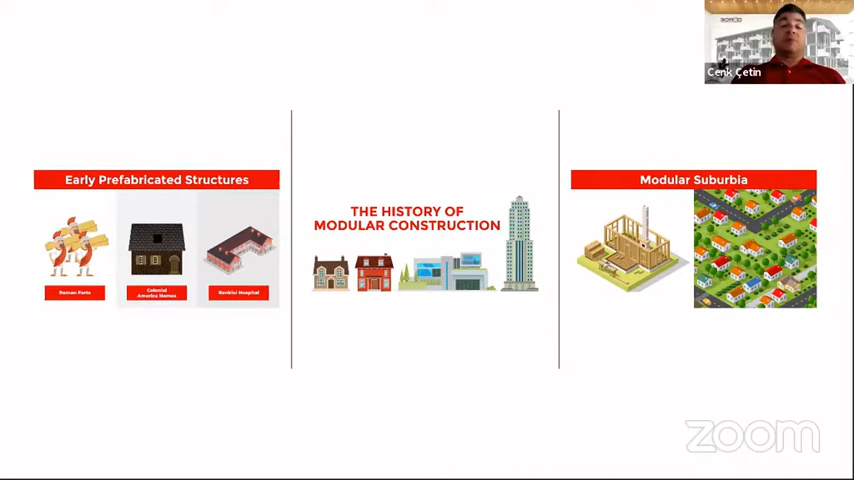 Cenk Çetin
Early Prefabricated Structures
Roman Forts
Colonial
America Homes
Renkioi Hospital
THE HISTORY OF
MODULAR CONSTRUCTION
Modular Suburbia
zoom